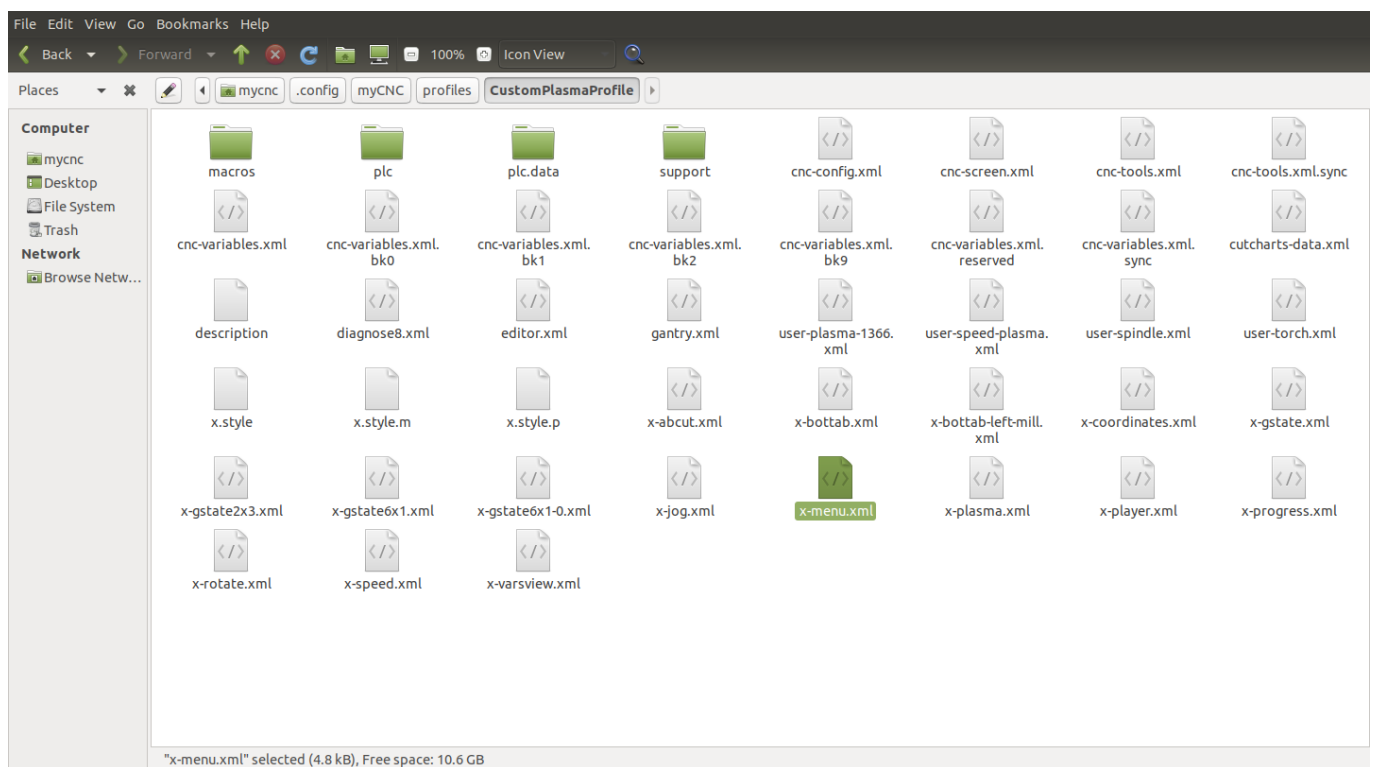 File Edit View Go Bookmarks Help
Back Forward 100% Icon View
Places mycnc .config myCNC profiles CustomPlasmaProfile
Computer
mycnc
Desktop
File System
Trash
Network
Browse Netw...
macros plc plc.data support cnc-config.xml cnc-screen.xml cnc-tools.xml cnc-tools.xml.sync
cnc-variables.xml cnc-variables.xml. cnc-variables.xml. cnc-variables.xml. cnc-variables.xml. cnc-variables.xml. cnc-variables.xml. cutcharts-data.xml
bk0 bk1 bk2 bk9 reserved sync
description diagnose8.xml editor.xml gantry.xml user-plasma-1366. user-speed-plasma. user-spindle.xml user-torch.xml
xml xml
x.style x.style.m x.style.p x-abcut.xml x-bottab.xml x-bottab-left-mill. x-coordinates.xml x-gstate.xml
xml
x-gstate2x3.xml x-gstate6x1.xml x-gstate6x1-0.xml x-jog.xml x-menu.xml x-plasma.xml x-player.xml x-progress.xml
x-rotate.xml x-speed.xml x-varsview.xml
"x-menu.xml" selected (4.8 kB), Free space: 10.6 GB